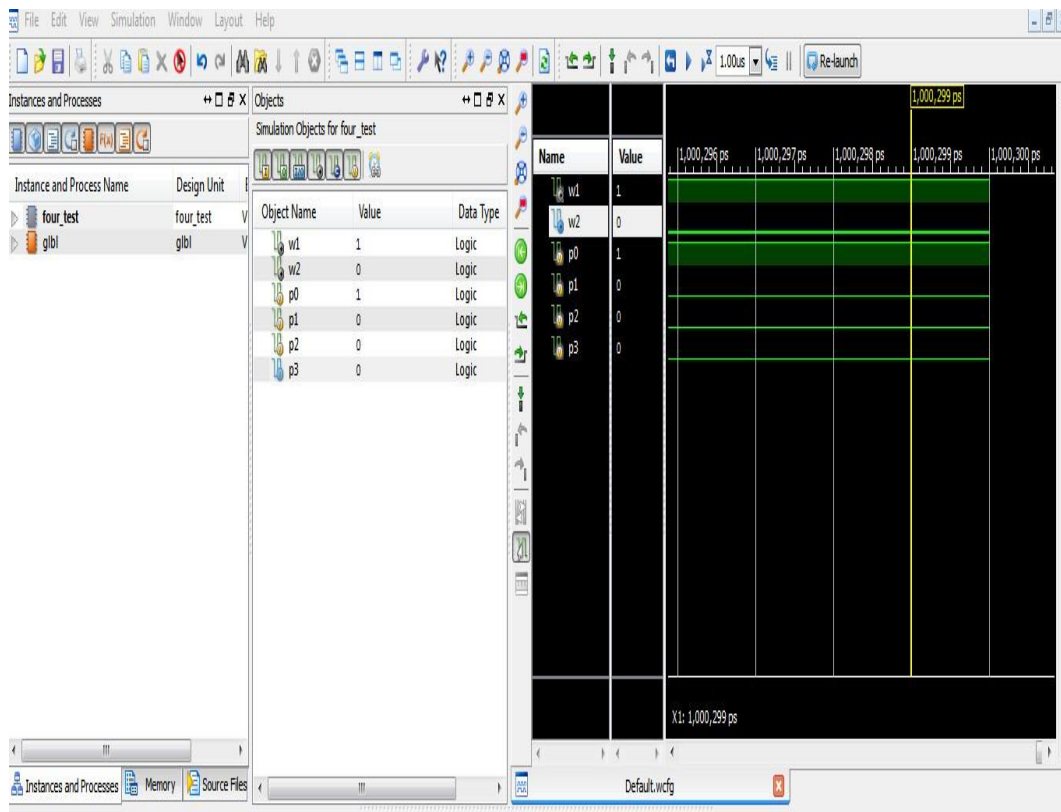 File Edit View Simulation Window Layout Help
1.00us Re-launch
Instances and Processes
Instance and Process Name Design Unit
four_test four_test V
glbl glbl V
Instances and Processes Memory Source Files
Objects
Simulation Objects for four_test
Object Name Value Data Type
w1 1 Logic
w2 0 Logic
p0 1 Logic
p1 0 Logic
p2 0 Logic
p3 0 Logic
1,000,299 ps
Name Value
1,000,296 ps 1,000,297 ps 1,000,298 ps 1,000,299 ps 1,000,300 ps
w1 1
w2 0
p0 1
p1 0
p2 0
p3 0
X1: 1,000,299 ps
Default.wcfg